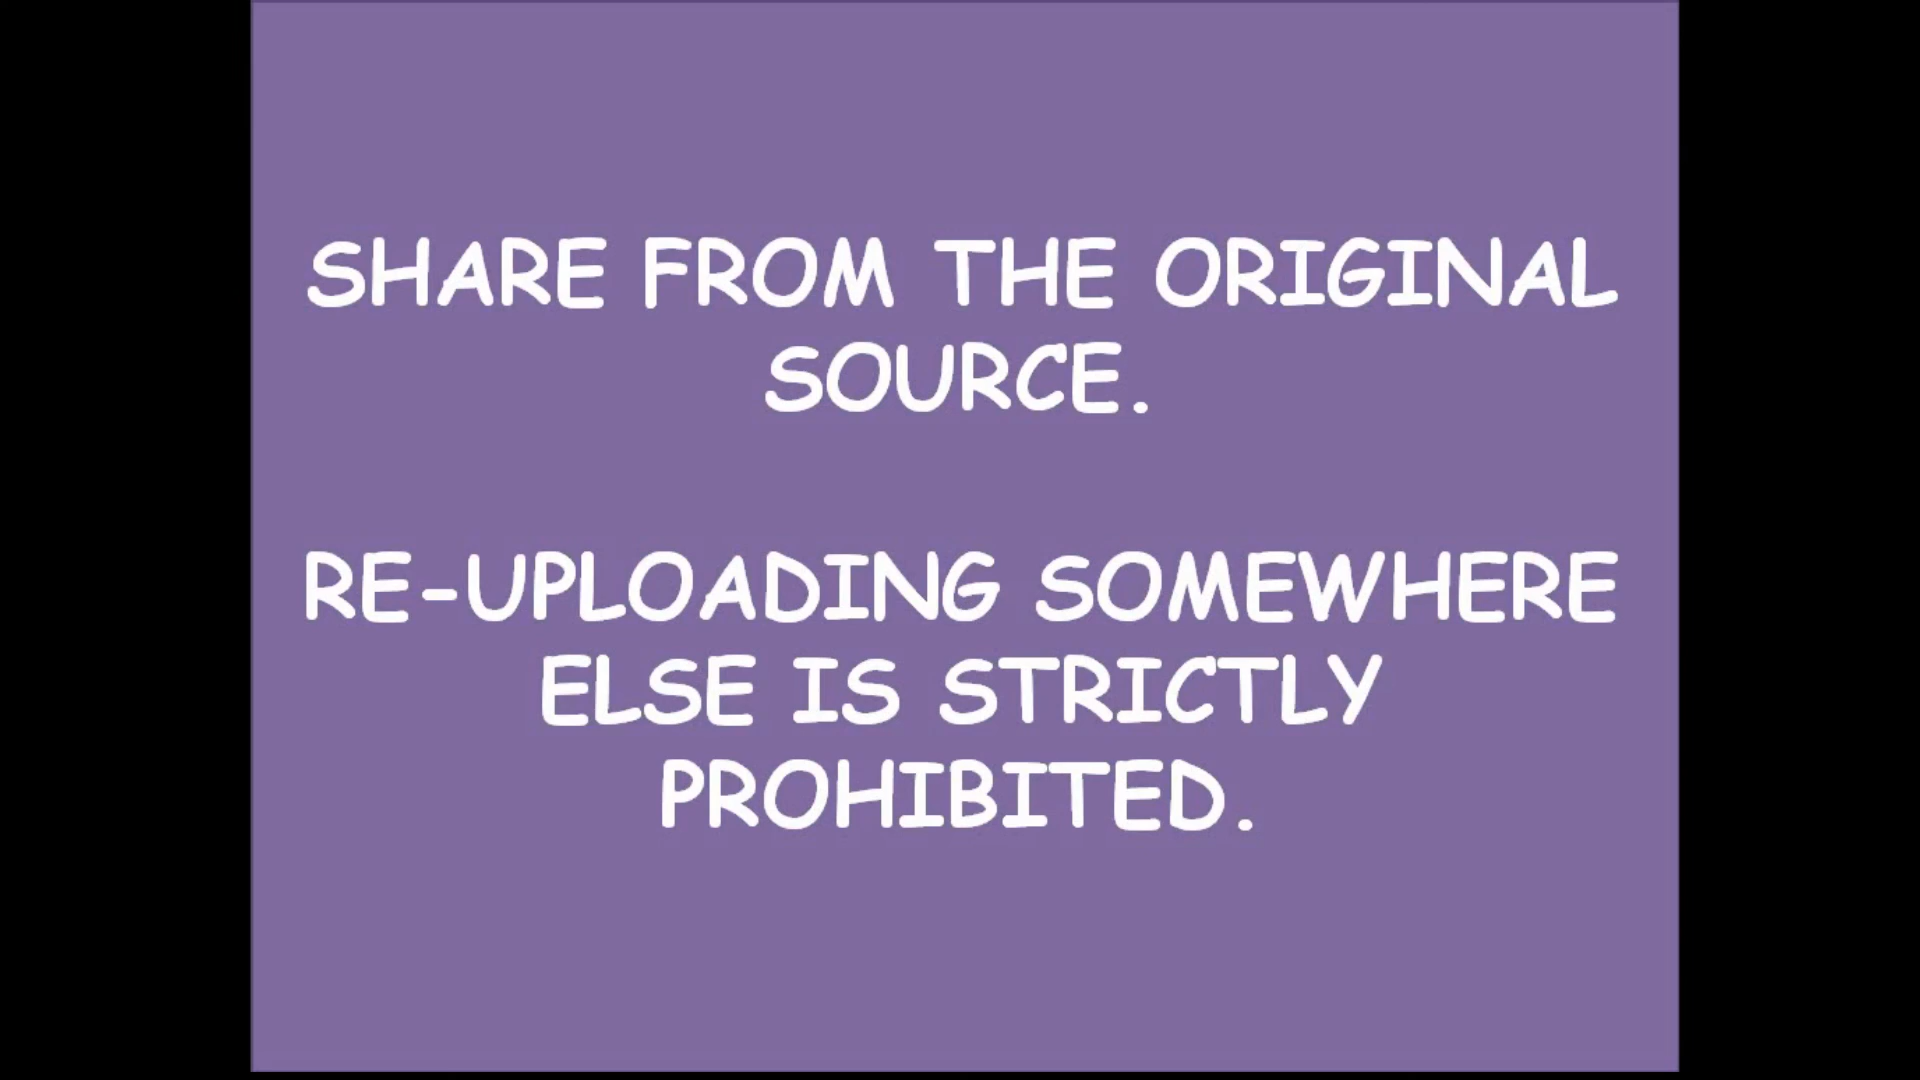 SHARE FROM THE ORIGINAL
SOURCE.
RE-UPLOADING SOMEWHERE
ELSE IS STRICTLY
PROHIBITED.